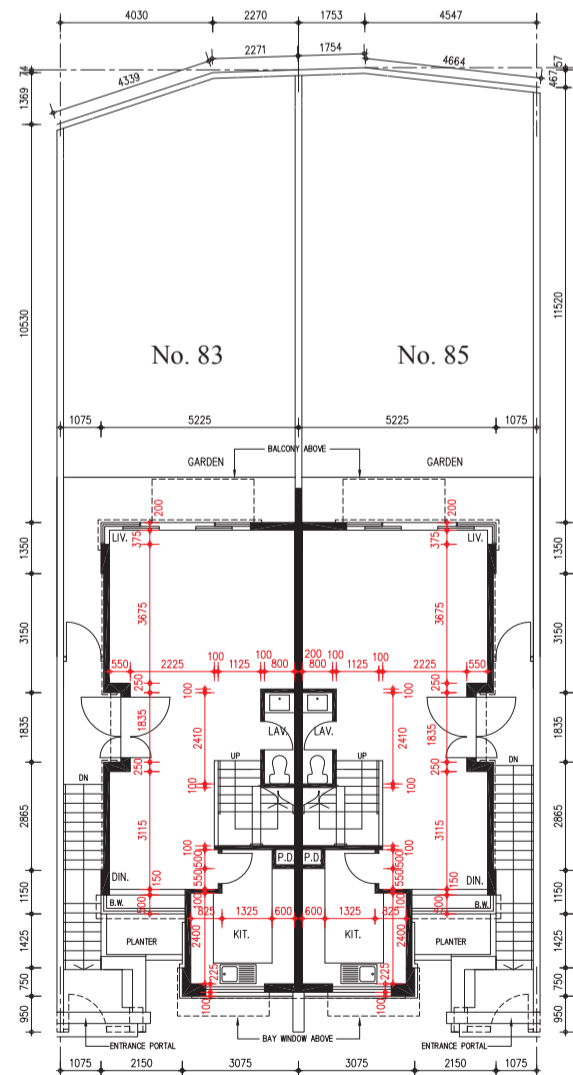 4030 2270 1753 4547
2271 1754
4339 4664
74 57
1369 467
10530 11520
No. 83 No. 85
1075 5225 5225 1075
BALCONY ABOVE
GARDEN GARDEN
200 200
1350 375 375 1350
LIV. LIV.
3150 3675 3675 3150
100 100 200 100 100
550 2225 1125 800 800 1125 2225 550
250 100 100 250
1835 1835 LAV. LAV. 1835 1835
2410 2410
DN UP UP DN
250 100 100 250
2865 3115 3115 2865
100 100
500 P.D. P.D. 500
550 550
DIN. 150 150 DIN.
1150 100 100 1150
B.W. 500 500 B.W.
825 1325 600 600 1325 825
1425 PLANTER 2400 KIT. KIT. 2400 PLANTER 1425
750 225 225 750
100 100
950 950
ENTRANCE PORTAL BAY WINDOW ABOVE ENTRANCE PORTAL
1075 2150 3075 3075 2150 1075